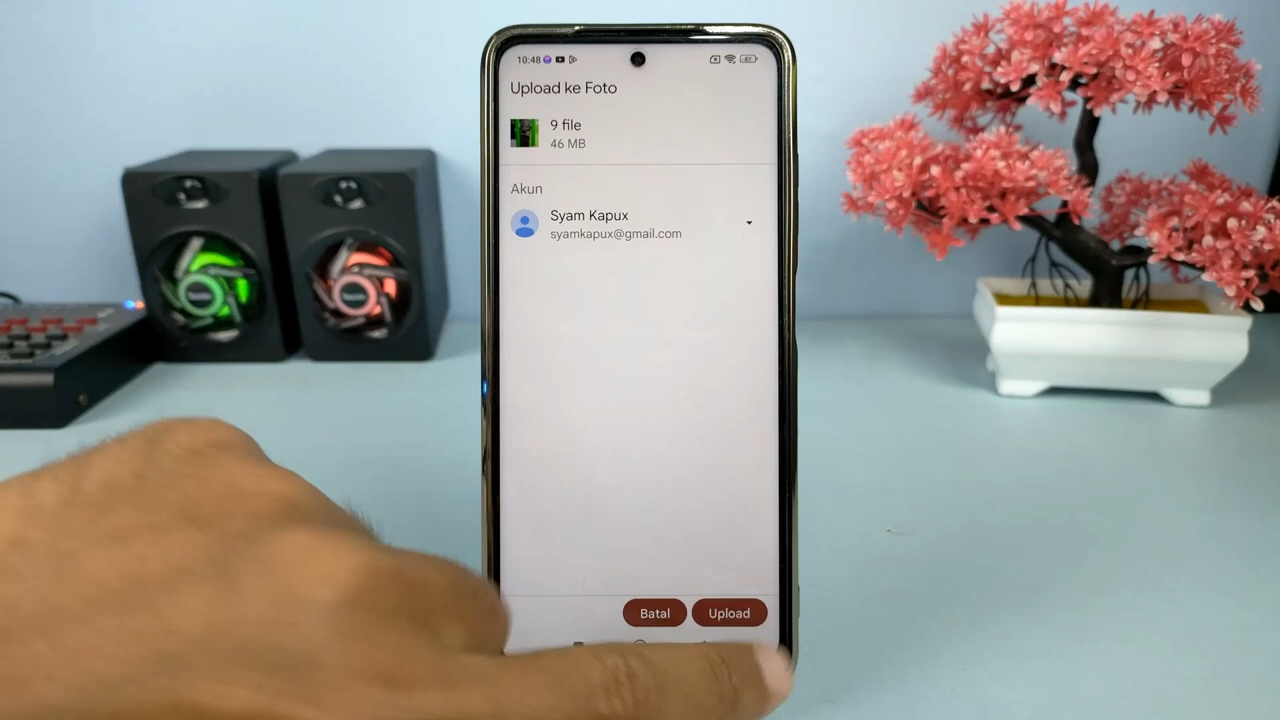 10:48
Upload ke Foto
9 file
46 MB
Akun
Syam Kapux
syamkapux@gmail.com
Batal
Upload